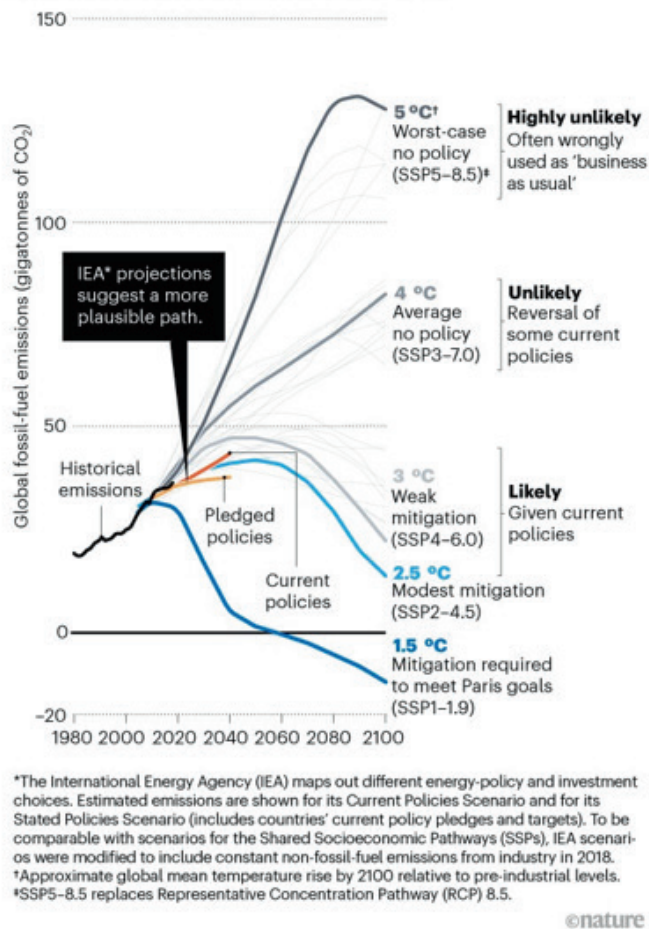 150
5 °C†
Worst-case
no policy
(SSP5–8.5)‡
Highly unlikely
Often wrongly
used as ‘business
as usual’
Global fossil-fuel emissions (gigatonnes of CO₂)
100
IEA* projections
suggest a more
plausible path.
4 °C
Average
no policy
(SSP3–7.0)
Unlikely
Reversal of
some current
policies
50
Historical
emissions
Pledged
policies
Current
policies
3 °C
Weak
mitigation
(SSP4–6.0)
Likely
Given current
policies
2.5 °C
Modest mitigation
(SSP2–4.5)
0
1.5 °C
Mitigation required
to meet Paris goals
(SSP1–1.9)
–20
1980 2000 2020 2040 2060 2080 2100
*The International Energy Agency (IEA) maps out different energy-policy and investment
choices. Estimated emissions are shown for its Current Policies Scenario and for its
Stated Policies Scenario (includes countries’ current policy pledges and targets). To be
comparable with scenarios for the Shared Socioeconomic Pathways (SSPs), IEA scenari-
os were modified to include constant non-fossil-fuel emissions from industry in 2018.
†Approximate global mean temperature rise by 2100 relative to pre-industrial levels.
‡SSP5–8.5 replaces Representative Concentration Pathway (RCP) 8.5.
©nature